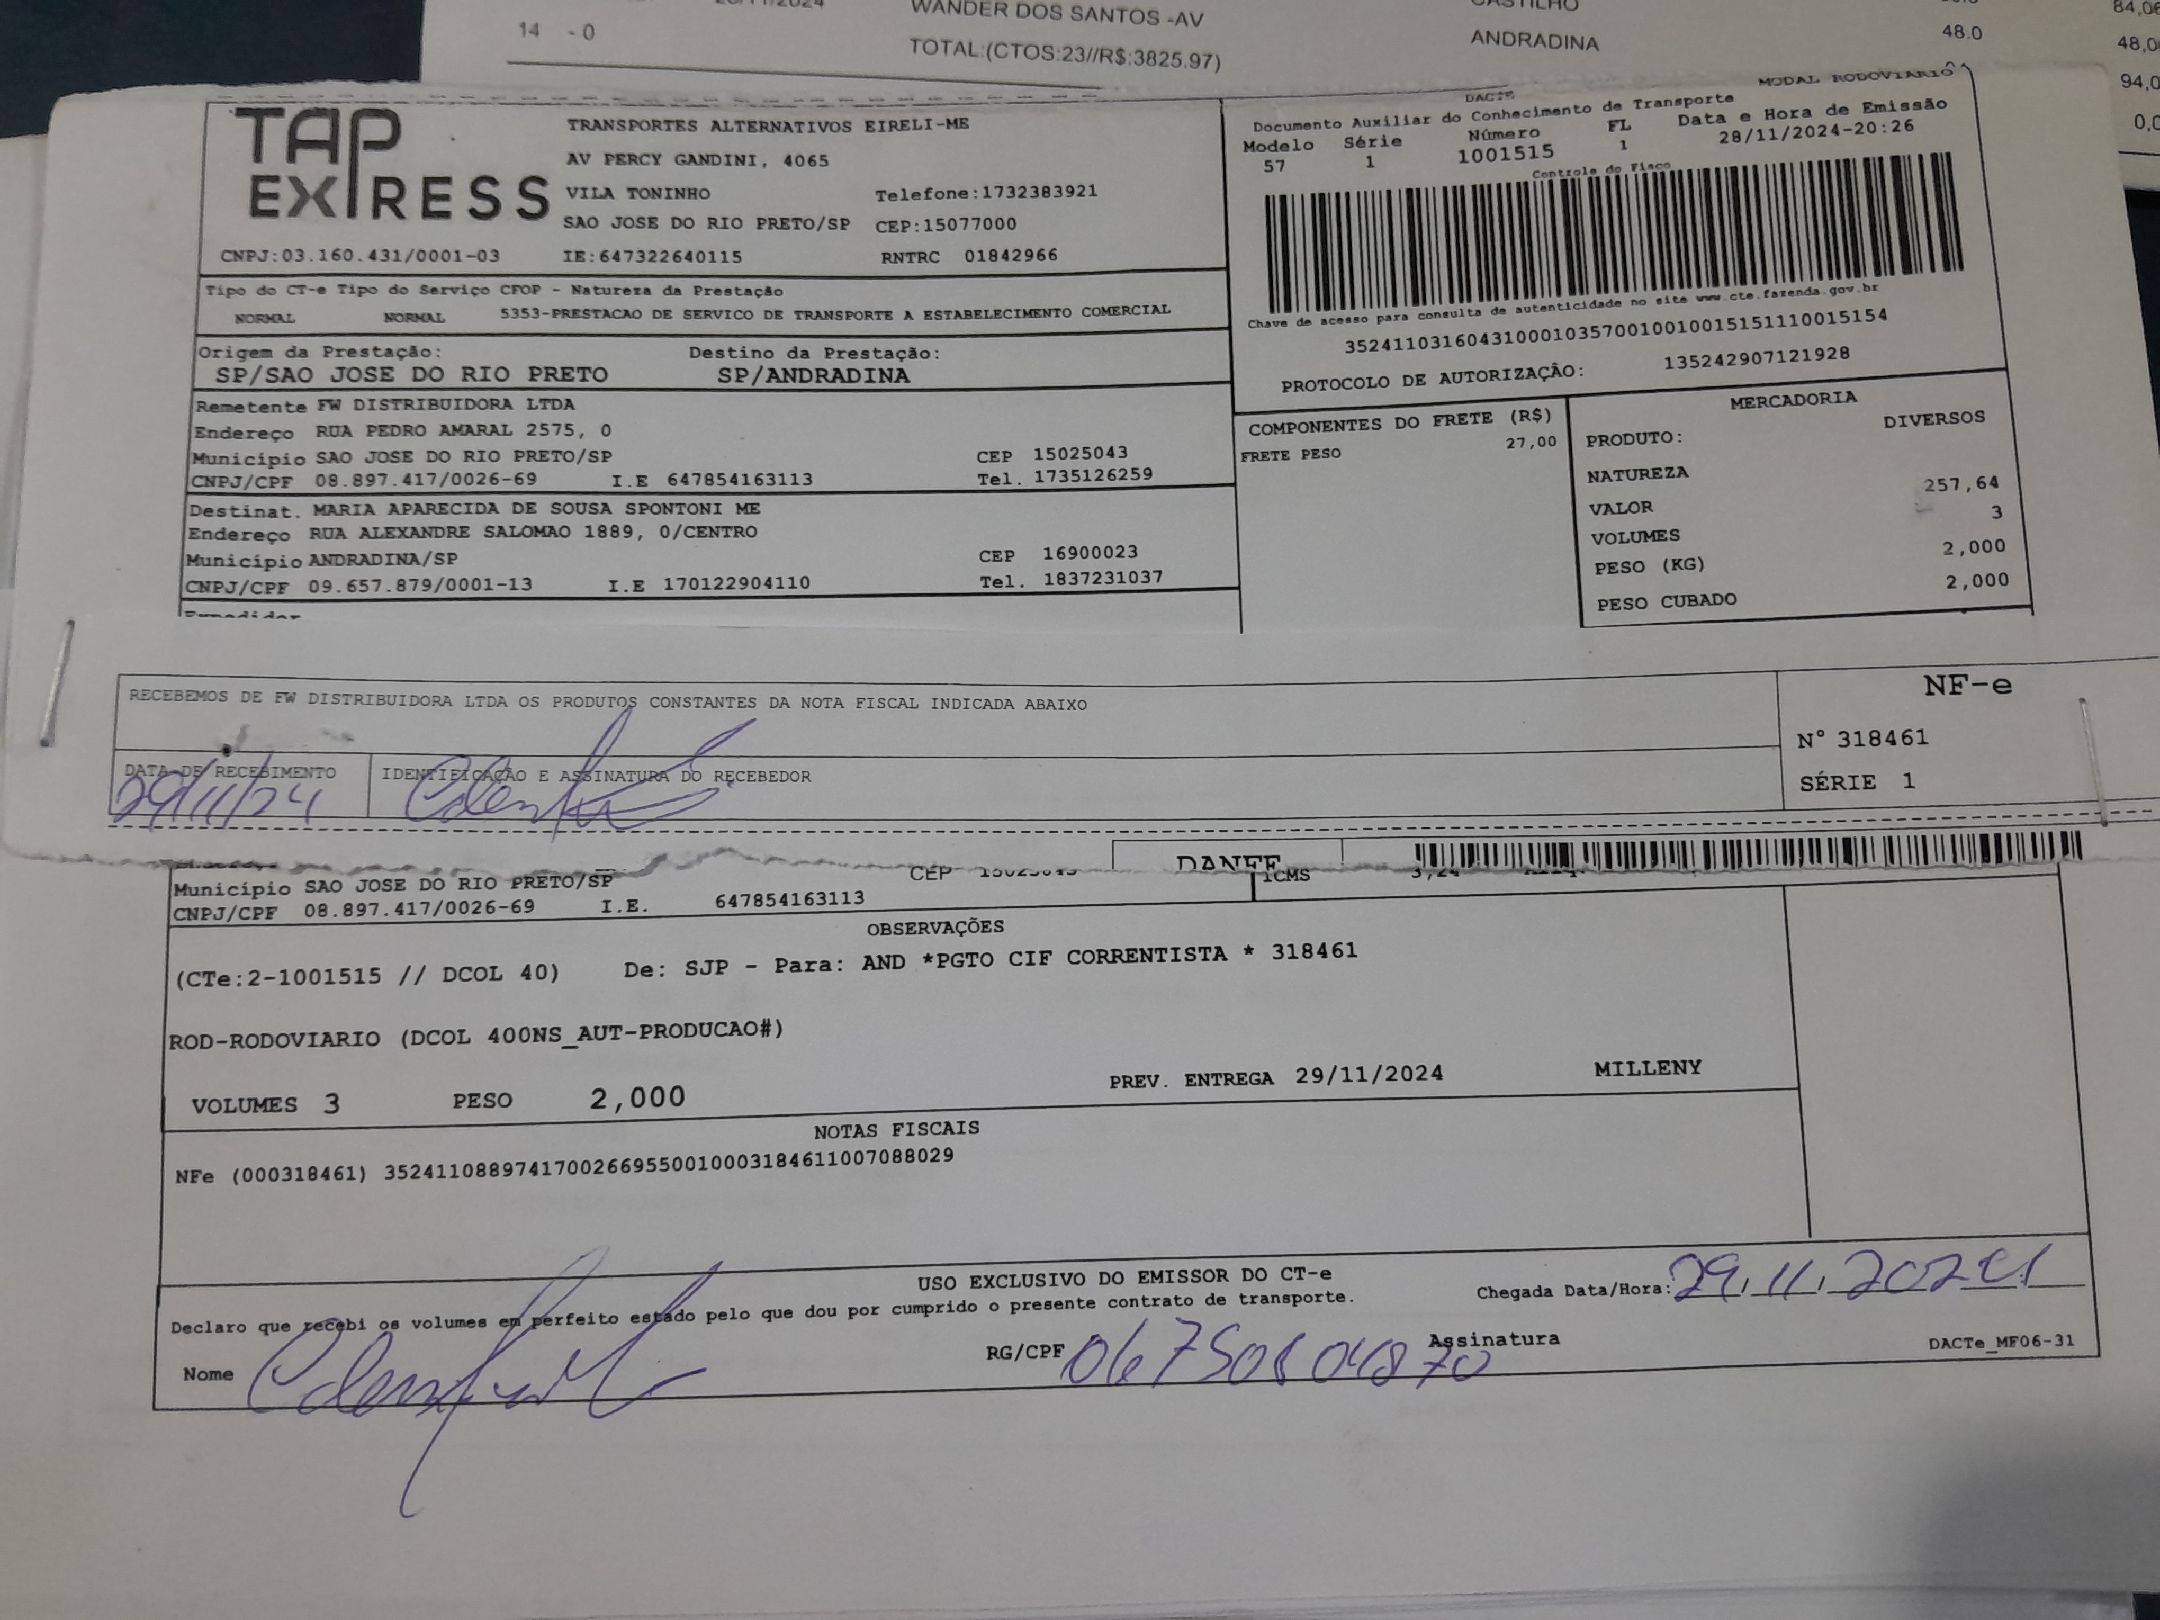 WANDER DOS SANTOS -AV
14 - 0
TOTAL:(CTOS:23//R$:3825.97)
ANDRADINA
48.0
TAP EXPRESS
TRANSPORTES ALTERNATIVOS EIRELI-ME
AV PERCY GANDINI, 4065
VILA TONINHO
Telefone:1732383921
SAO JOSE DO RIO PRETO/SP CEP:15077000
CNPJ:03.160.431/0001-03 IE:647322640115 RNTRC 01842966
DACTE
MODAL RODOVIARIO
Documento Auxiliar do Conhecimento de Transporte
Modelo Série Número FL Data e Hora de Emissão
57 1 1001515 1 28/11/2024-20:26
Controle do Fisco
Chave de acesso para consulta de autenticidade no site www.cte.fazenda.gov.br
35241103160431000103570010010015151110015154
PROTOCOLO DE AUTORIZAÇÃO: 135242907121928
Tipo do CT-e Tipo do Serviço CFOP - Natureza da Prestação
NORMAL NORMAL 5353-PRESTACAO DE SERVICO DE TRANSPORTE A ESTABELECIMENTO COMERCIAL
Origem da Prestação: Destino da Prestação:
SP/SAO JOSE DO RIO PRETO SP/ANDRADINA
Remetente FW DISTRIBUIDORA LTDA
Endereço RUA PEDRO AMARAL 2575, 0
Município SAO JOSE DO RIO PRETO/SP CEP 15025043
CNPJ/CPF 08.897.417/0026-69 I.E 647854163113 Tel. 1735126259
Destinat. MARIA APARECIDA DE SOUSA SPONTONI ME
Endereço RUA ALEXANDRE SALOMAO 1889, 0/CENTRO
Município ANDRADINA/SP CEP 16900023
CNPJ/CPF 09.657.879/0001-13 I.E 170122904110 Tel. 1837231037
COMPONENTES DO FRETE (R$)
FRETE PESO 27,00
MERCADORIA
PRODUTO: DIVERSOS
NATUREZA
VALOR 257,64
VOLUMES 3
PESO (KG) 2,000
PESO CUBADO 2,000
RECEBEMOS DE FW DISTRIBUIDORA LTDA OS PRODUTOS CONSTANTES DA NOTA FISCAL INDICADA ABAIXO
NF-e
N° 318461
SÉRIE 1
DATA DE RECEBIMENTO
IDENTIFICAÇÃO E ASSINATURA DO RECEBEDOR
29/11/24
DANFE
Município SAO JOSE DO RIO PRETO/SP CEP
ICMS
CNPJ/CPF 08.897.417/0026-69 I.E. 647854163113
OBSERVAÇÕES
(CTe:2-1001515 // DCOL 40) De: SJP - Para: AND *PGTO CIF CORRENTISTA * 318461
ROD-RODOVIARIO (DCOL 400NS_AUT-PRODUCAO#)
VOLUMES 3 PESO 2,000 PREV. ENTREGA 29/11/2024 MILLENY
NOTAS FISCAIS
NFe (000318461) 35241108897417002669550010003184611007088029
USO EXCLUSIVO DO EMISSOR DO CT-e
Chegada Data/Hora: 29, 11, 2024
Declaro que recebi os volumes em perfeito estado pelo que dou por cumprido o presente contrato de transporte.
Nome
RG/CPF
Assinatura
DACTe_MF06-31